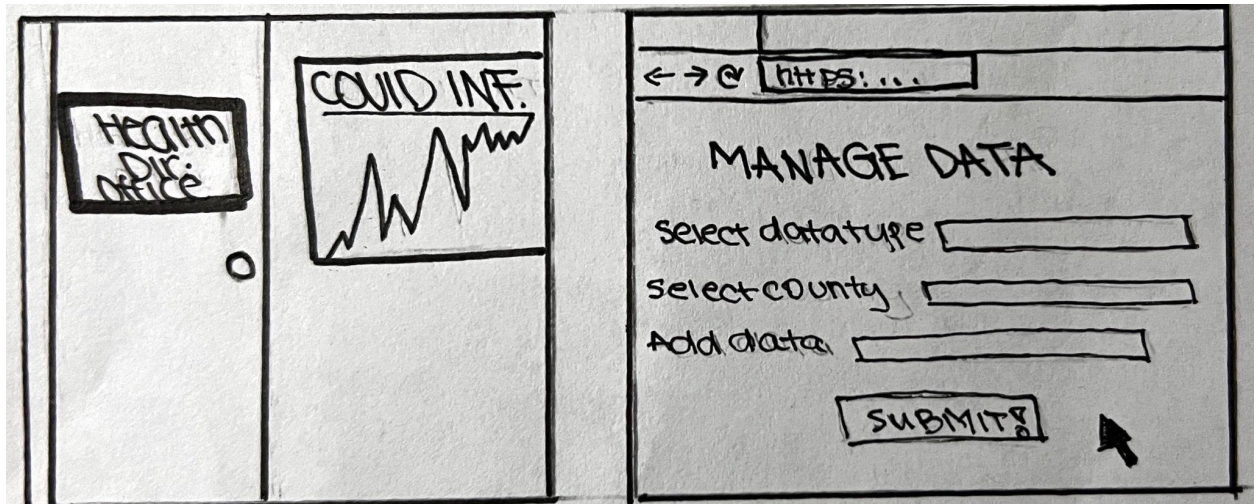 Health
Dir.
Office
COVID INF.
https:...
MANAGE DATA
Select datatype
Select county
Add data
SUBMIT!